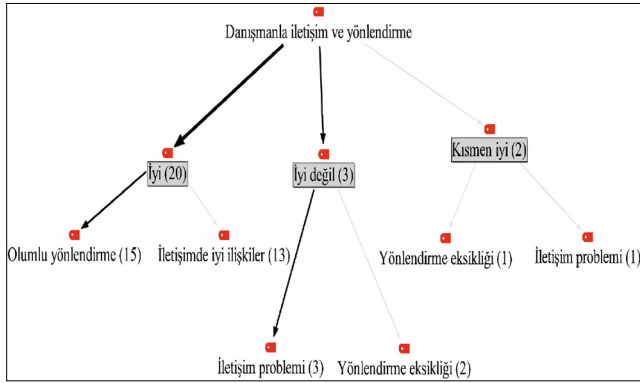 Danışmanla iletişim ve yönlendirme
İyi (20)
İyi değil (3)
Kısmen iyi (2)
Olumlu yönlendirme (15)
İletişimde iyi ilişkiler (13)
Yönlendirme eksikliği (1)
İletişim problemi (1)
İletişim problemi (3)
Yönlendirme eksikliği (2)